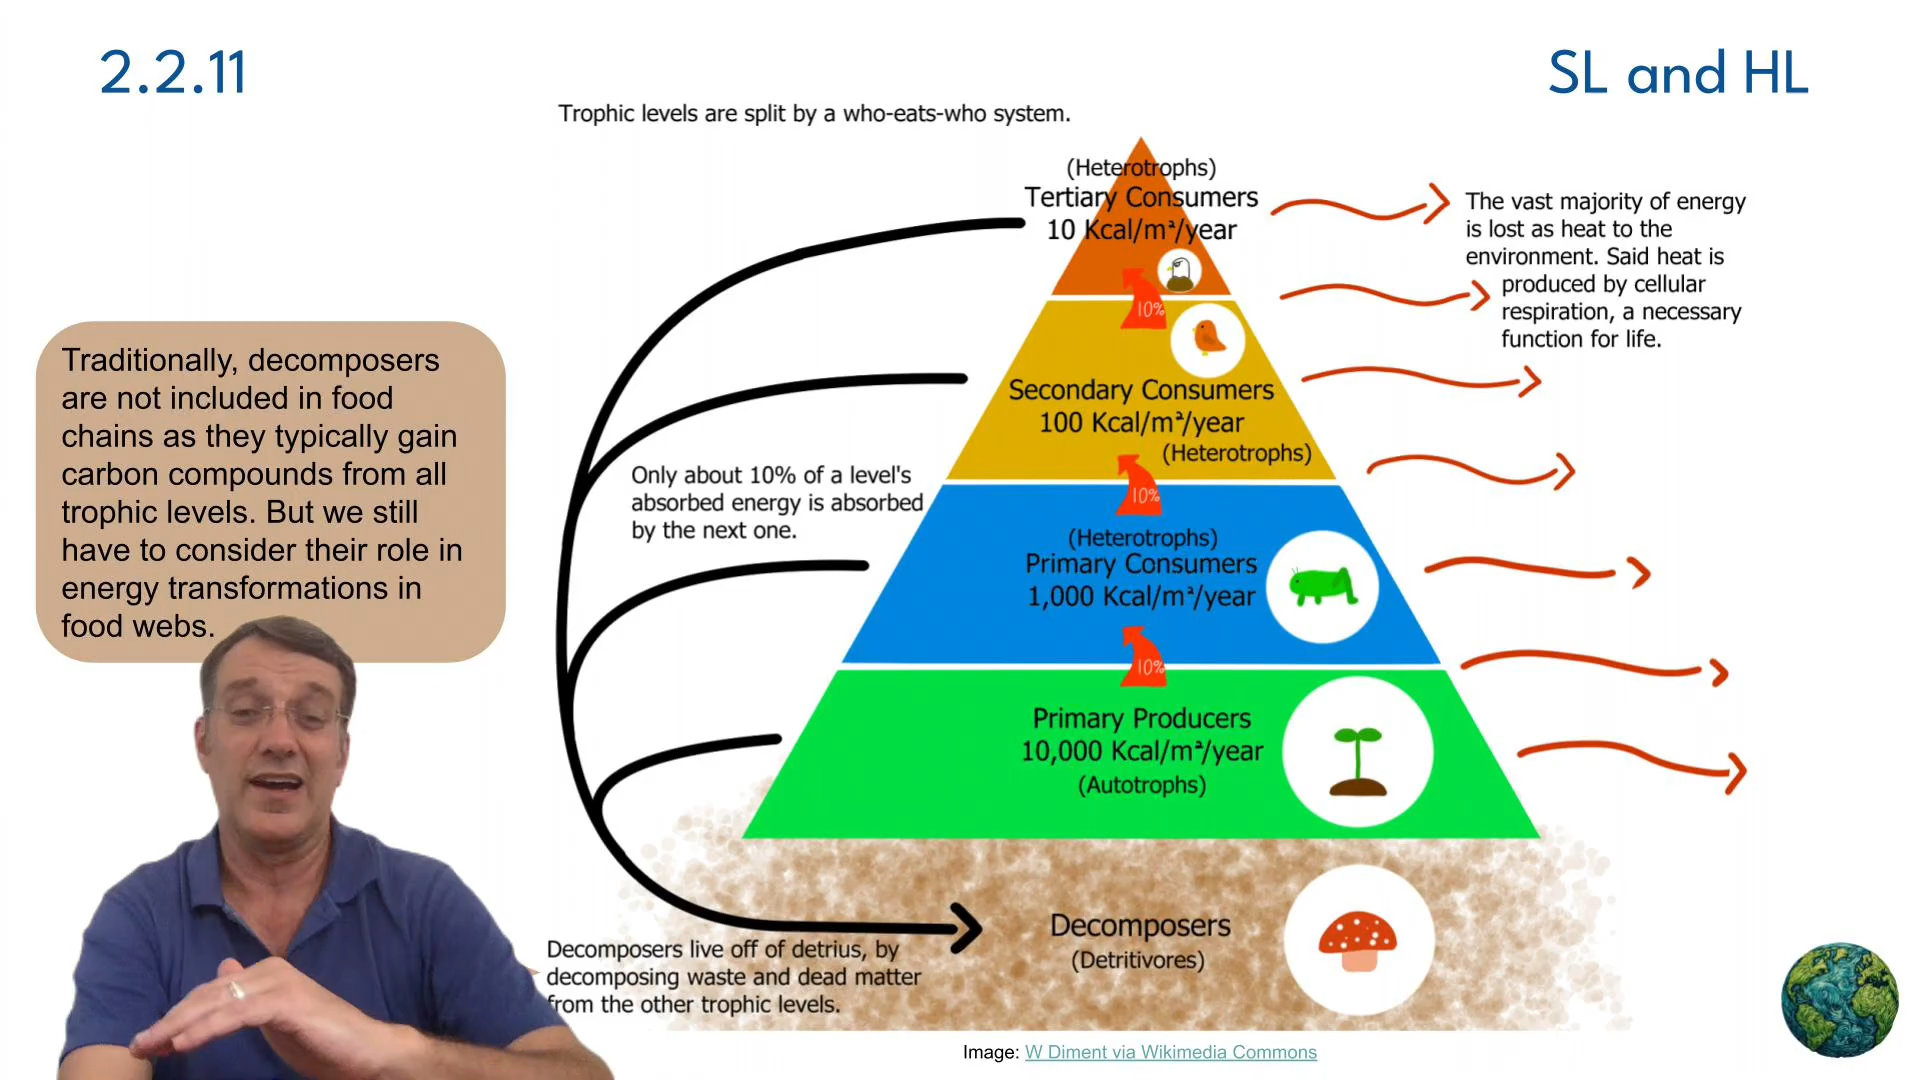 2.2.11
SL and HL
Trophic levels are split by a who-eats-who system.
(Heterotrophs)
Tertiary Consumers
10 Kcal/m²/year
The vast majority of energy
is lost as heat to the
environment. Said heat is
produced by cellular
respiration, a necessary
function for life.
10%
Traditionally, decomposers
are not included in food
chains as they typically gain
carbon compounds from all
trophic levels. But we still
have to consider their role in
energy transformations in
food webs.
Secondary Consumers
100 Kcal/m²/year
(Heterotrophs)
Only about 10% of a level's
absorbed energy is absorbed
by the next one.
10%
(Heterotrophs)
Primary Consumers
1,000 Kcal/m²/year
10%
Primary Producers
10,000 Kcal/m²/year
(Autotrophs)
Decomposers
(Detritivores)
Decomposers live off of detrius, by
decomposing waste and dead matter
from the other trophic levels.
Image: W Diment via Wikimedia Commons